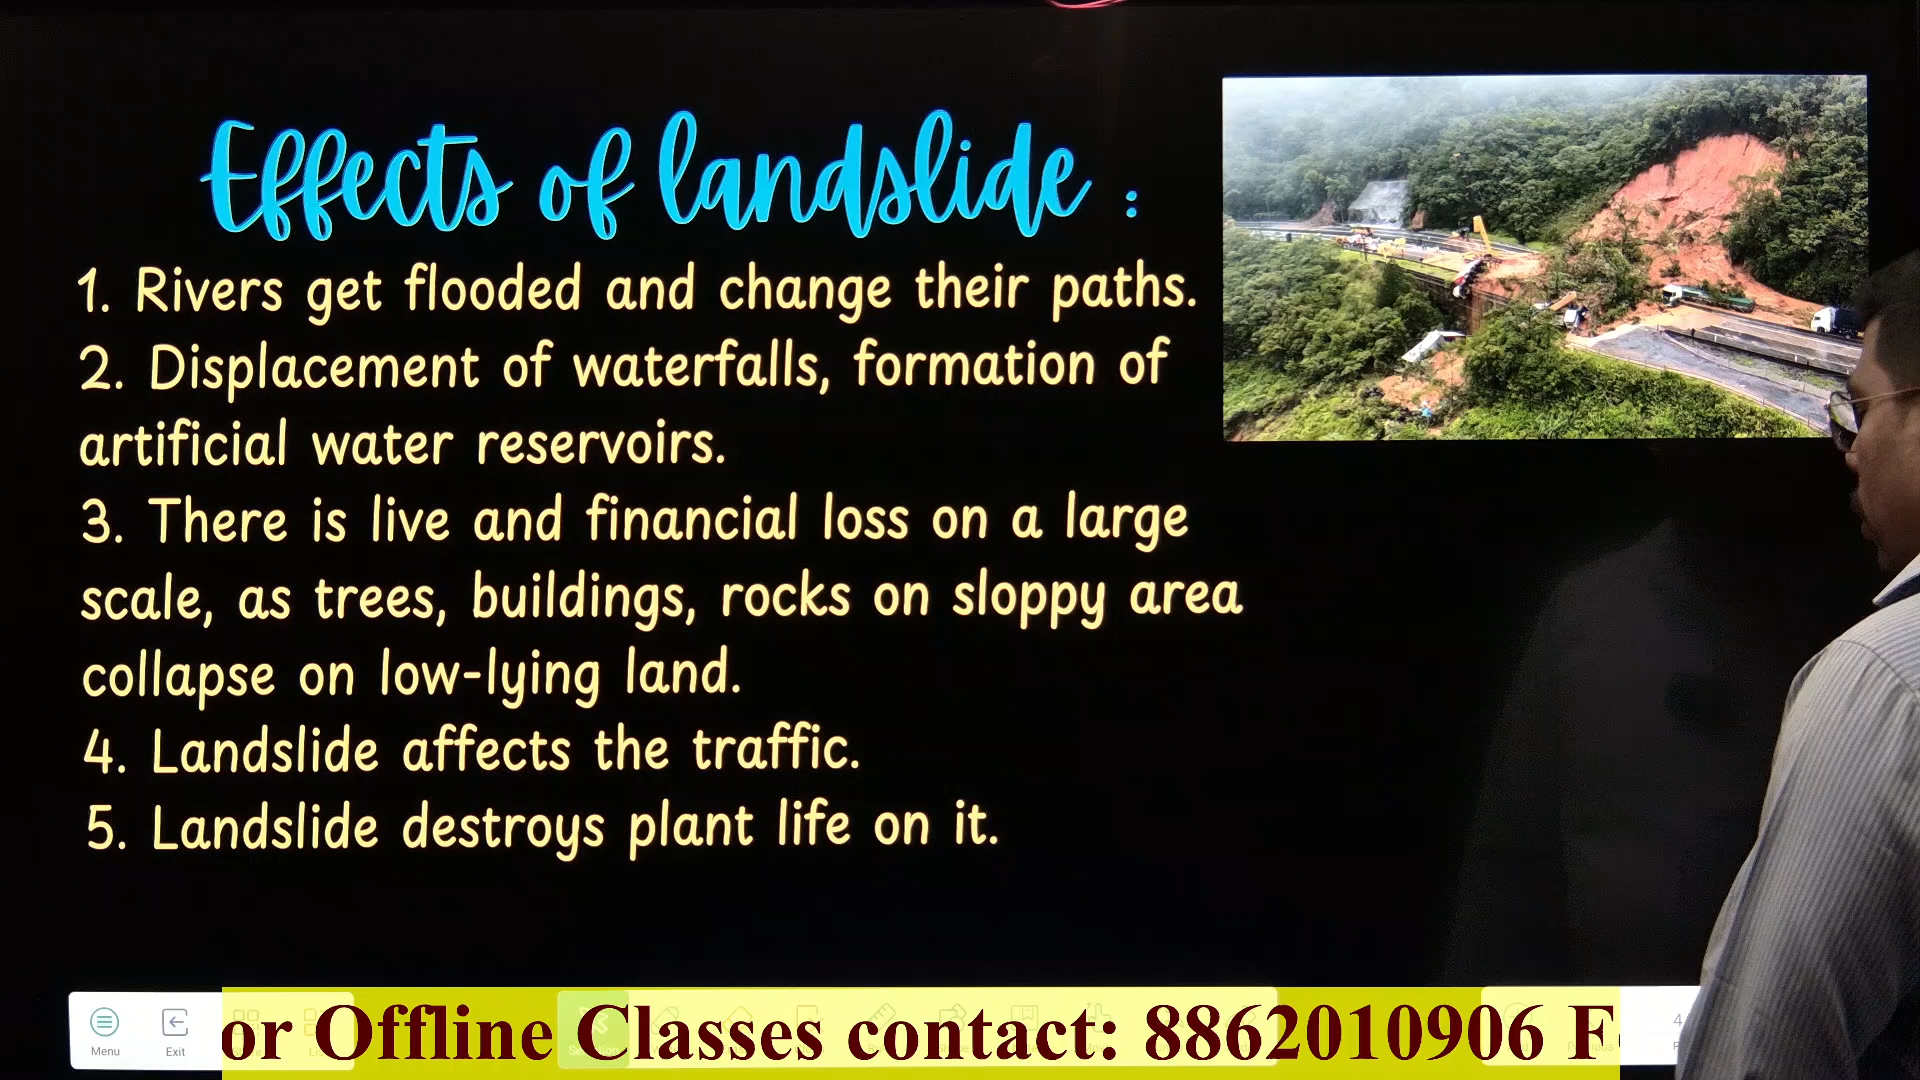 Effects of landslide :
1. Rivers get flooded and change their paths.
2. Displacement of waterfalls, formation of
artificial water reservoirs.
3. There is live and financial loss on a large
scale, as trees, buildings, rocks on sloppy area
collapse on low-lying land.
4. Landslide affects the traffic.
5. Landslide destroys plant life on it.
Menu
Exit
or Offline Classes contact: 8862010906 F